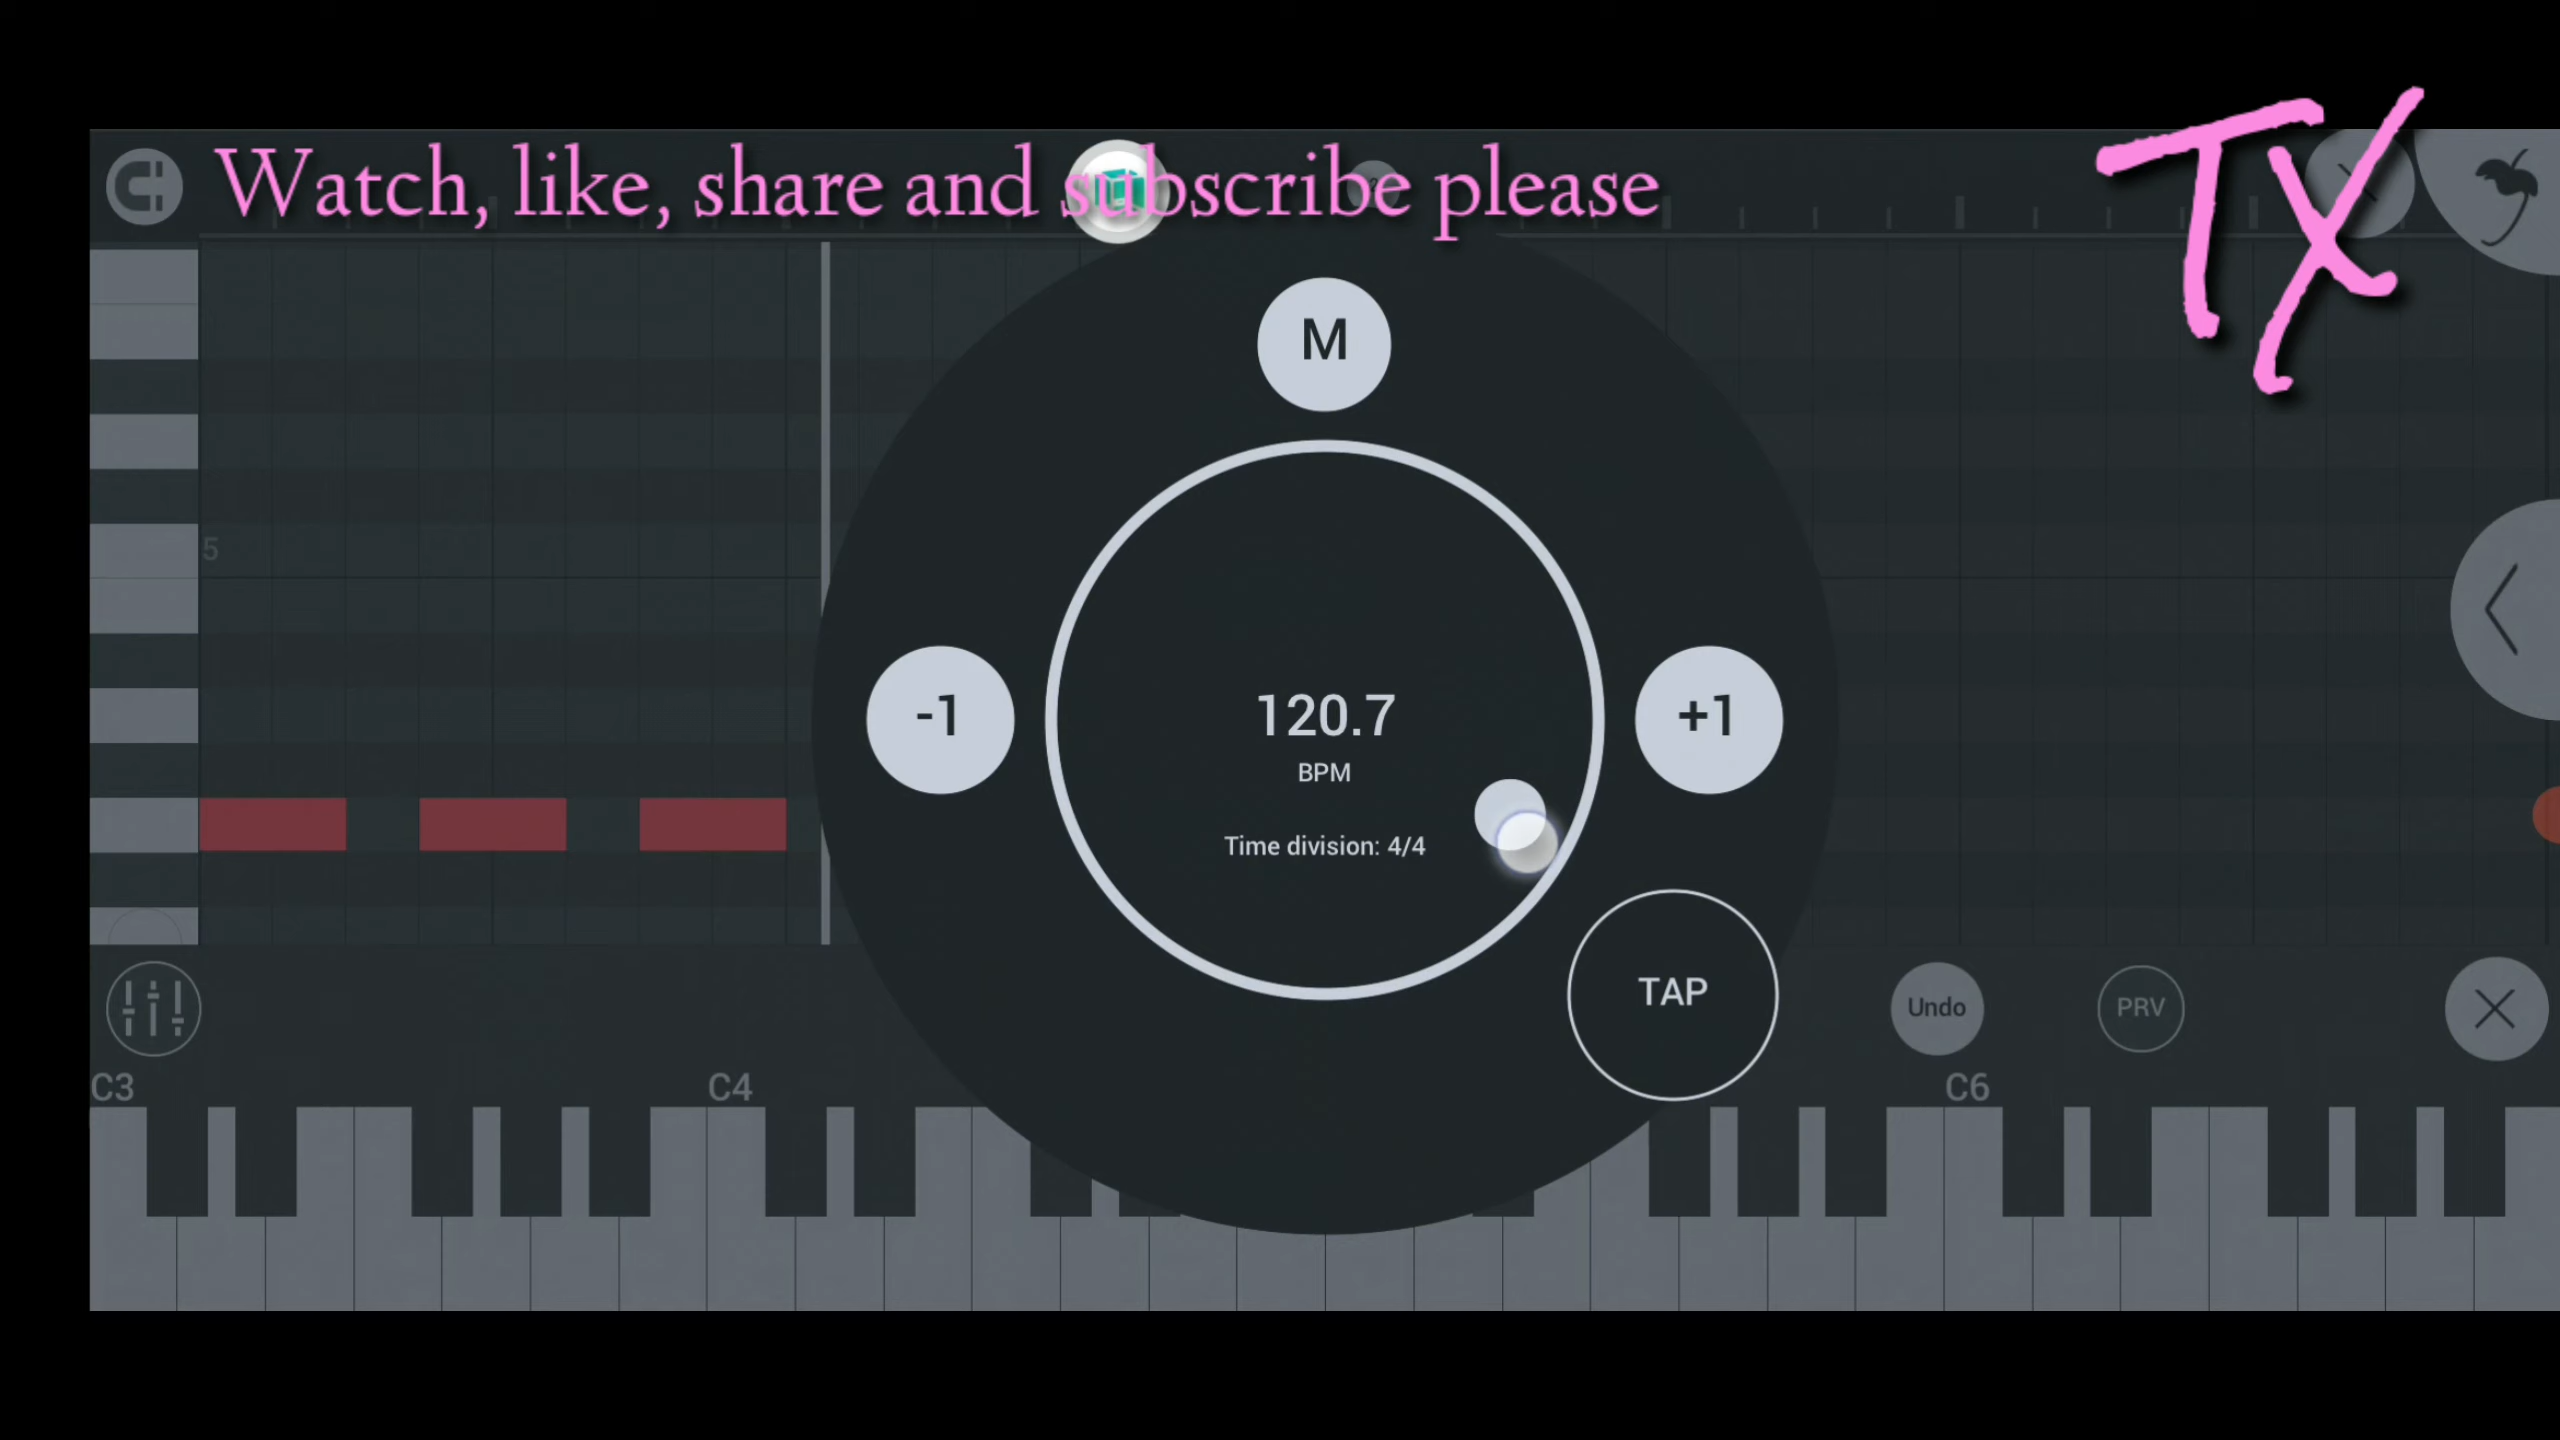 Watch, like, share and subscribe please
TX
M
5
-1
120.7
+1
BPM
Time division: 4/4
TAP
Undo
PRV
C3
C4
C6